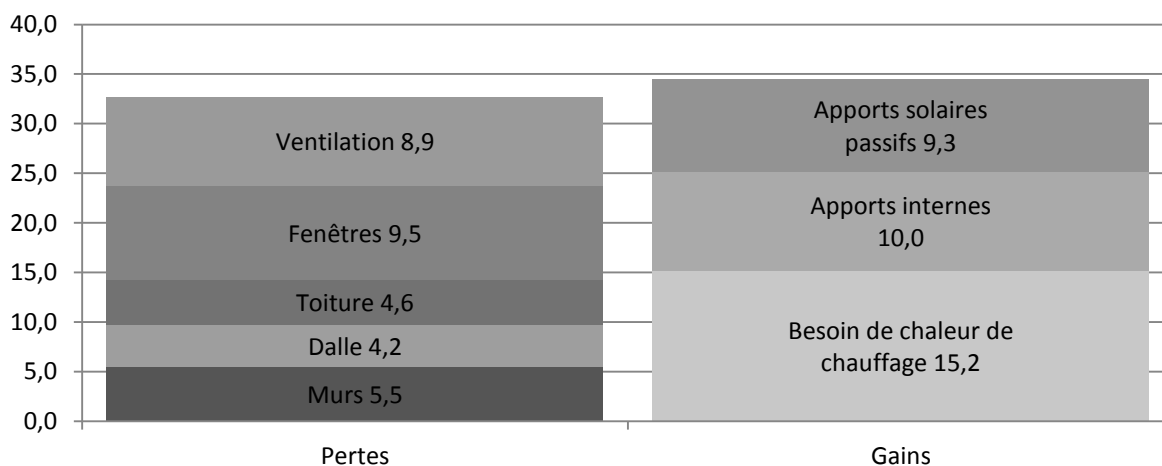 40,0
35,0
30,0
25,0
20,0
15,0
10,0
5,0
0,0
Ventilation 8,9
Fenêtres 9,5
Toiture 4,6
Dalle 4,2
Murs 5,5
Apports solaires
passifs 9,3
Apports internes
10,0
Besoin de chaleur de
chauffage 15,2
Pertes
Gains